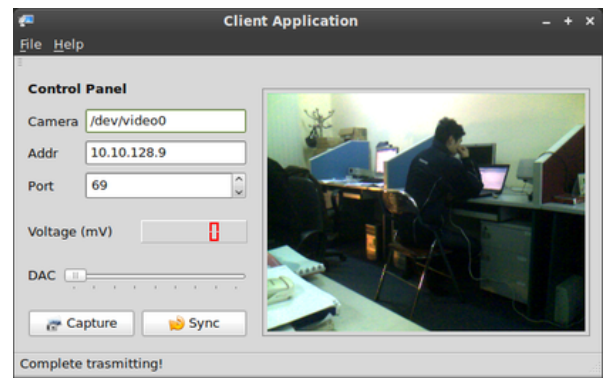 Client Application
File Help
Control Panel
Camera /dev/video0
Addr 10.10.128.9
Port 69
Voltage (mV) 0
DAC
Capture Sync
Complete trasmitting!